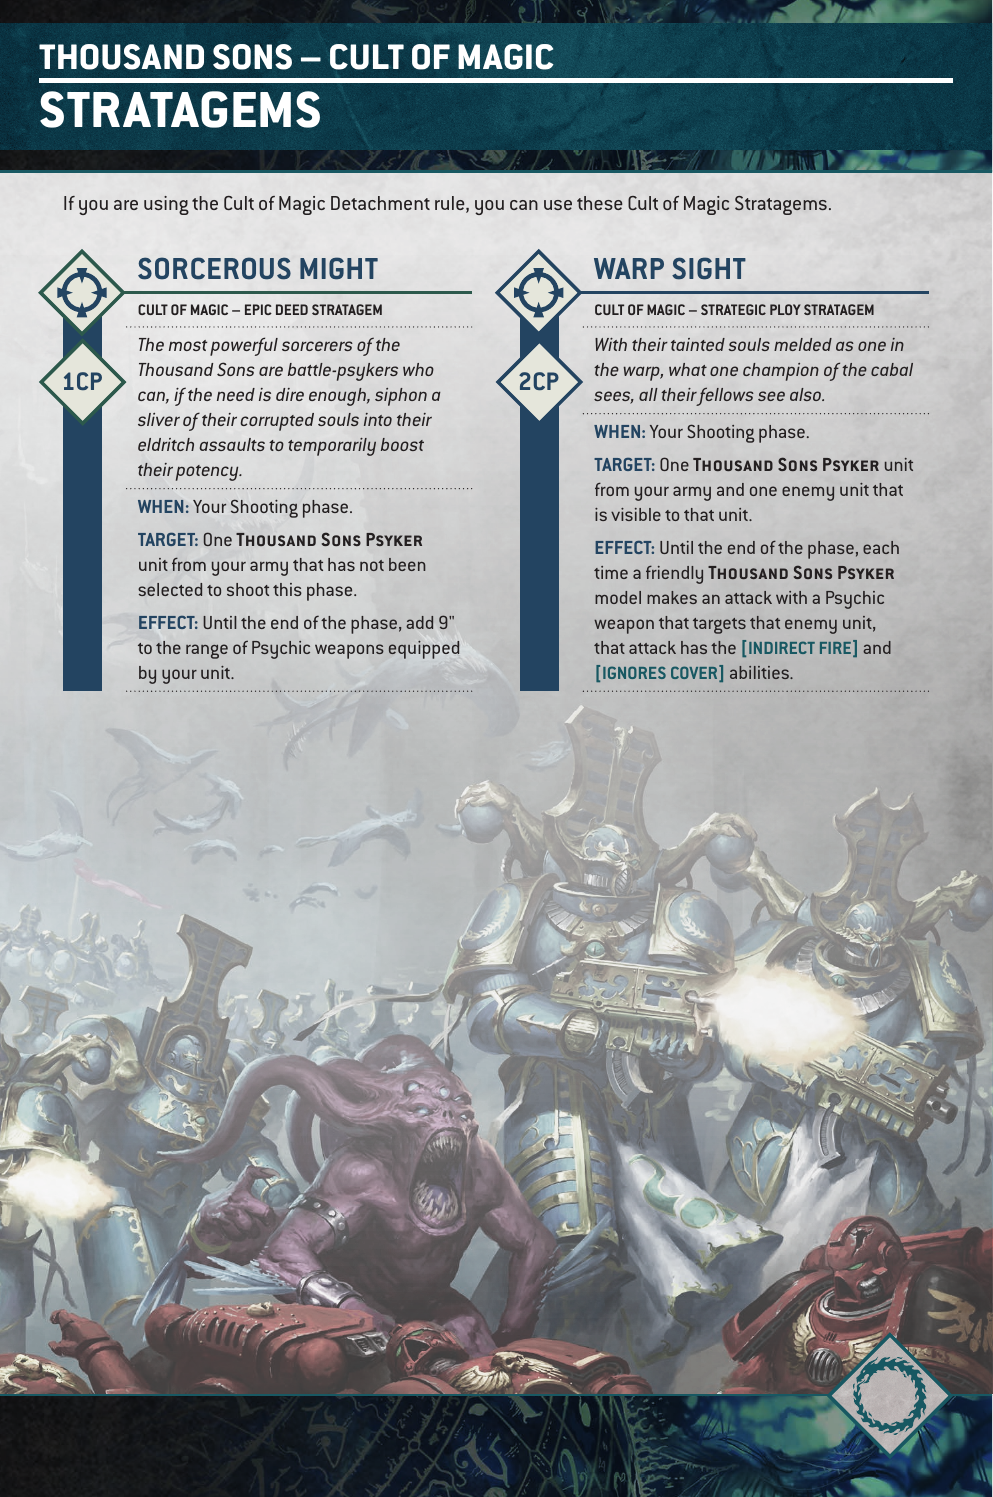 THOUSAND SONS – CULT OF MAGIC
STRATAGEMS
If you are using the Cult of Magic Detachment rule, you can use these Cult of Magic Stratagems.
SORCEROUS MIGHT
CULT OF MAGIC – EPIC DEED STRATAGEM
1CP
The most powerful sorcerers of the
Thousand Sons are battle-psykers who
can, if the need is dire enough, siphon a
sliver of their corrupted souls into their
eldritch assaults to temporarily boost
their potency.
WHEN: Your Shooting phase.
TARGET: One THOUSAND SONS PSYKER
unit from your army that has not been
selected to shoot this phase.
EFFECT: Until the end of the phase, add 9"
to the range of Psychic weapons equipped
by your unit.
WARP SIGHT
CULT OF MAGIC – STRATEGIC PLOY STRATAGEM
2CP
With their tainted souls melded as one in
the warp, what one champion of the cabal
sees, all their fellows see also.
WHEN: Your Shooting phase.
TARGET: One THOUSAND SONS PSYKER unit
from your army and one enemy unit that
is visible to that unit.
EFFECT: Until the end of the phase, each
time a friendly THOUSAND SONS PSYKER
model makes an attack with a Psychic
weapon that targets that enemy unit,
that attack has the [INDIRECT FIRE] and
[IGNORES COVER] abilities.